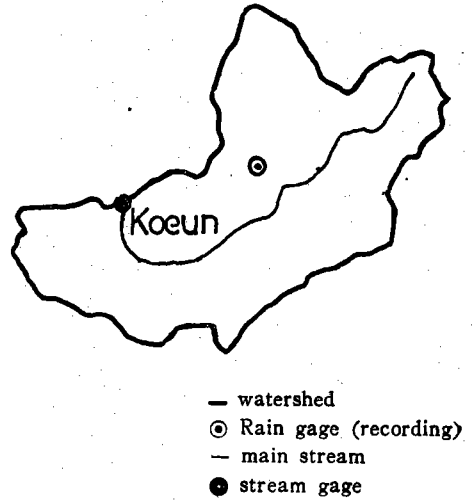 Koeun
watershed
Rain gage (recording)
main stream
stream gage